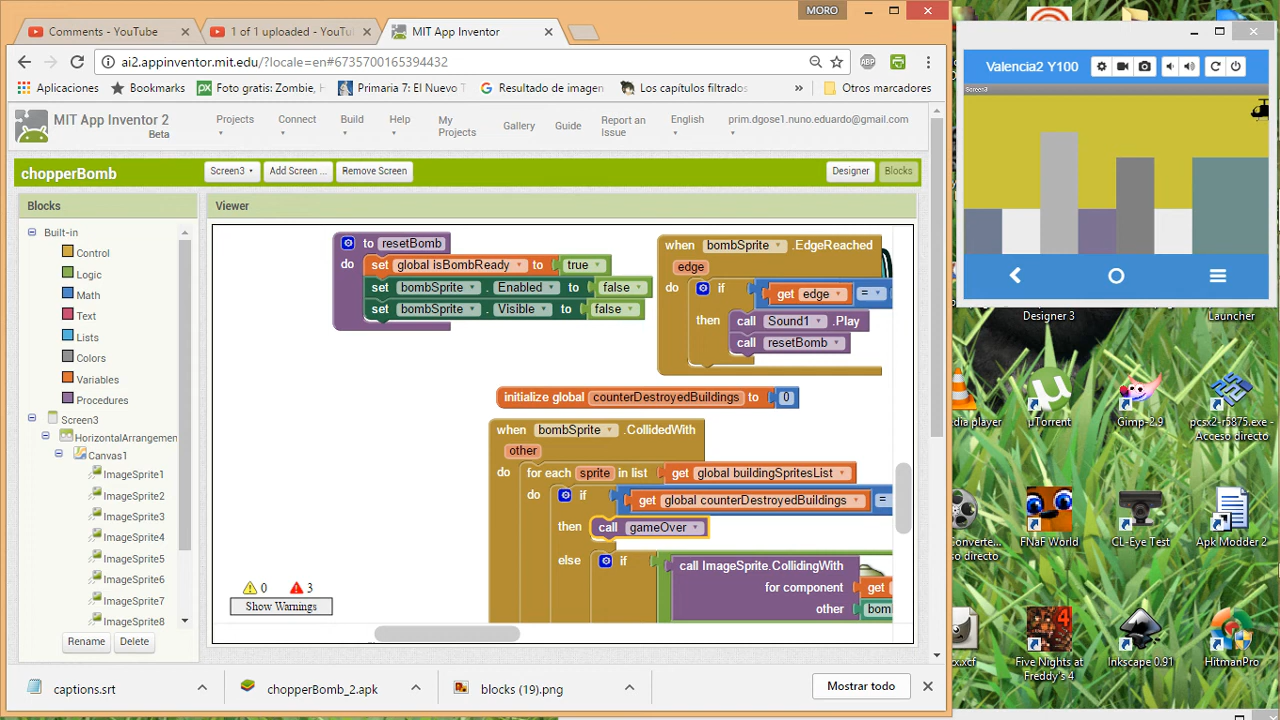 MORO
Comments - YouTube
1 of 1 uploaded - YouTu
MIT App Inventor
ai2.appinventor.mit.edu/?locale=en#6735700165394432
Aplicaciones
Bookmarks
Foto gratis: Zombie, H
Primaria 7: El Nuevo T
Resultado de imagen
Los capítulos filtrados
»
Otros marcadores
MIT App Inventor 2
Beta
Connect
Build
Help
My Projects
Gallery
Guide
Report an Issue
English
prim.dgose1.nuno.eduardo@gmail.com
chopperBomb
Screen3
Add Screen ...
Remove Screen
Designer
Blocks
Blocks
Viewer
Built-in
Control
Logic
Math
Text
Lists
Colors
Variables
Procedures
Screen3
HorizontalArrangemen
Canvas1
ImageSprite1
ImageSprite2
ImageSprite3
ImageSprite4
ImageSprite5
ImageSprite6
ImageSprite7
ImageSprite8
Rename
Delete
to resetBomb
do set global isBombReady to true
set bombSprite . Enabled to false
set bombSprite . Visible to false
when bombSprite .EdgeReached
edge
do if get edge =
then call Sound1 .Play
call resetBomb
initialize global counterDestroyedBuildings to 0
when bombSprite .CollidedWith
other
do for each sprite in list get global buildingSpritesList
do if get global counterDestroyedBuildings =
then call gameOver
else if call ImageSprite.CollidingWith
for component get
other bom
0 3
Show Warnings
captions.srt
chopperBomb_2.apk
blocks (19).png
Mostrar todo
Valencia2 Y100
Screen3
Designer 3
Launcher
edia player
µTorrent
Gimp-2.9
pcsx2-r5875.exe - Acceso directo
Converte...
so directo
FNaF World
CL-Eye Test
Apk Modder 2
x.xcf
Five Nights at Freddy's 4
Inkscape 0.91
HitmanPro